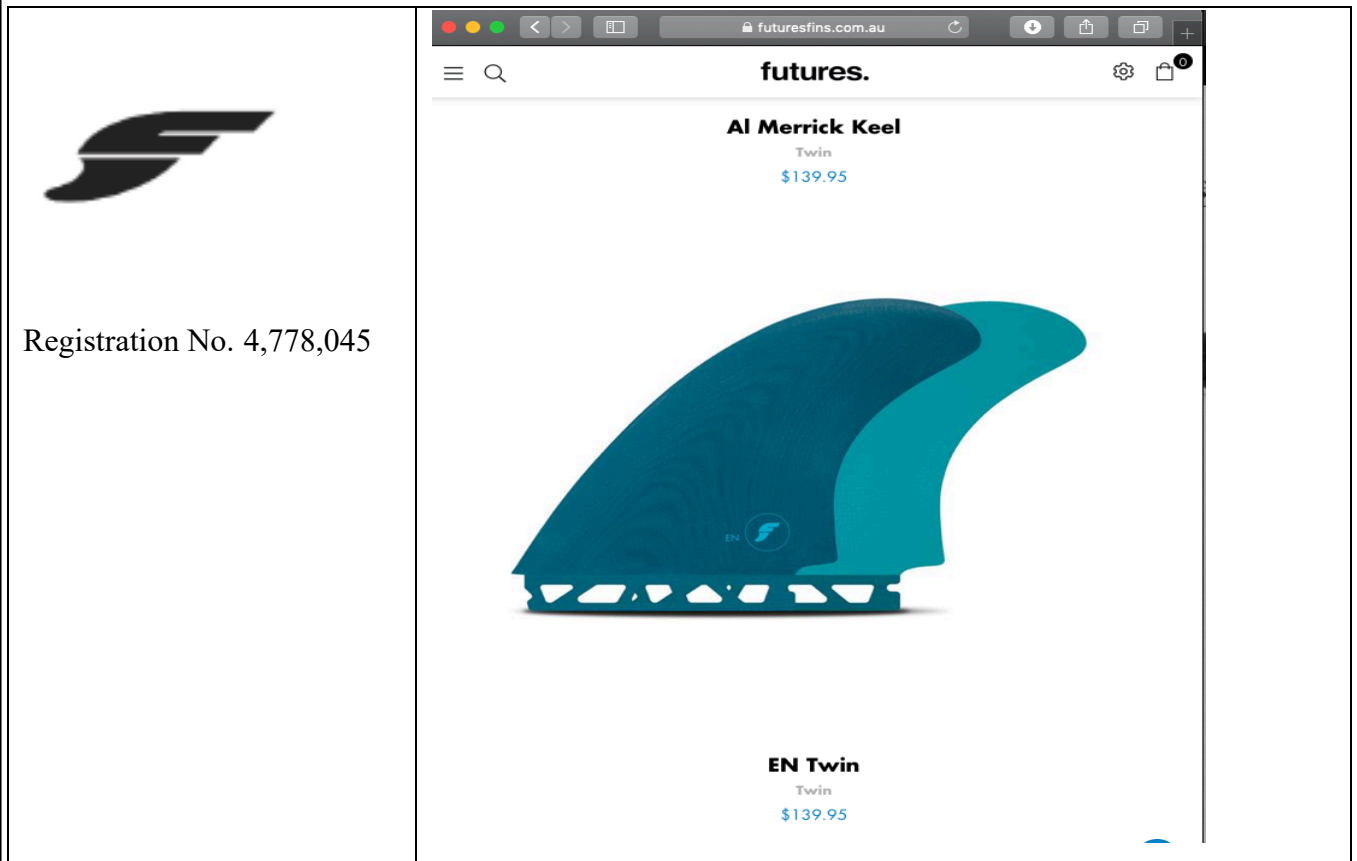 Registration No. 4,778,045
futuresfins.com.au
futures.
0
Al Merrick Keel
Twin
$139.95
EN
EN Twin
Twin
$139.95